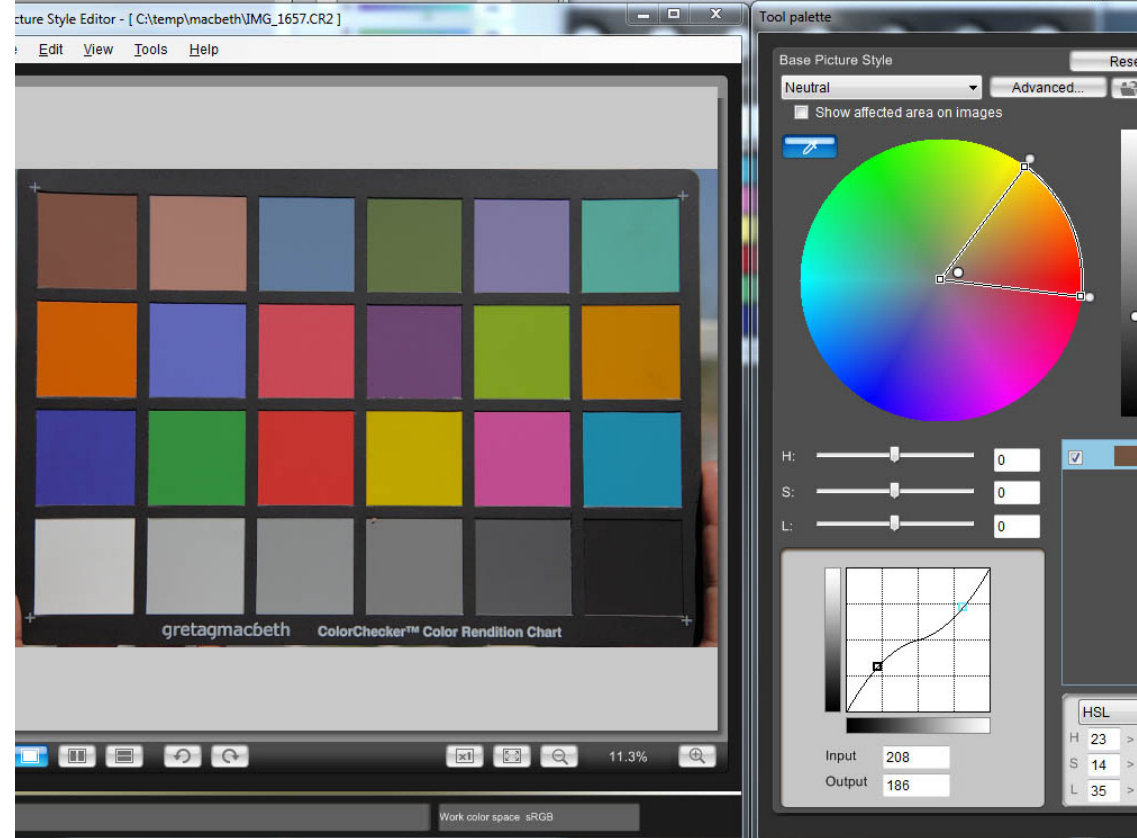 cture Style Editor - [ C:\temp\macbeth\IMG_1657.CR2 ]
Edit View Tools Help
gretagmacbeth ColorChecker™ Color Rendition Chart
11.3%
Work color space sRGB
Tool palette
Base Picture Style
Rese
Neutral
Advanced...
Show affected area on images
H: 0
S: 0
L: 0
Input 208
Output 186
HSL
H 23 >
S 14 >
L 35 >
x1